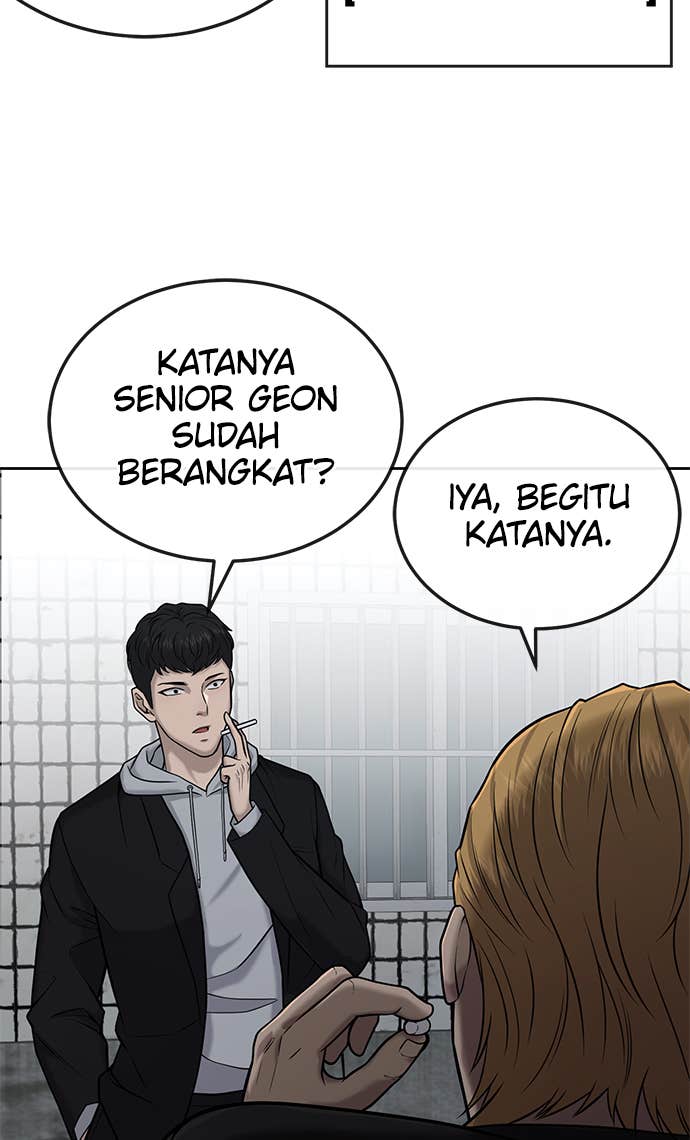 KATANYA
SENIOR GEON
SUDAH
BERANGKAT?
IYA, BEGITU
KATANYA.